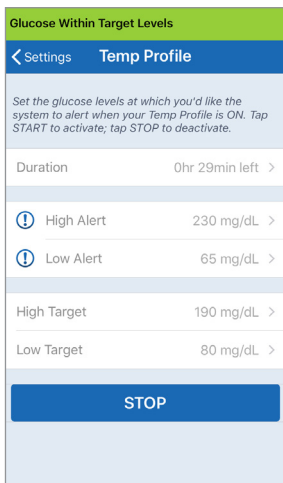 Glucose Within Target Levels
Settings Temp Profile
Set the glucose levels at which you'd like the
system to alert when your Temp Profile is ON. Tap
START to activate; tap STOP to deactivate.
Duration 0hr 29min left
High Alert 230 mg/dL
Low Alert 65 mg/dL
High Target 190 mg/dL
Low Target 80 mg/dL
STOP